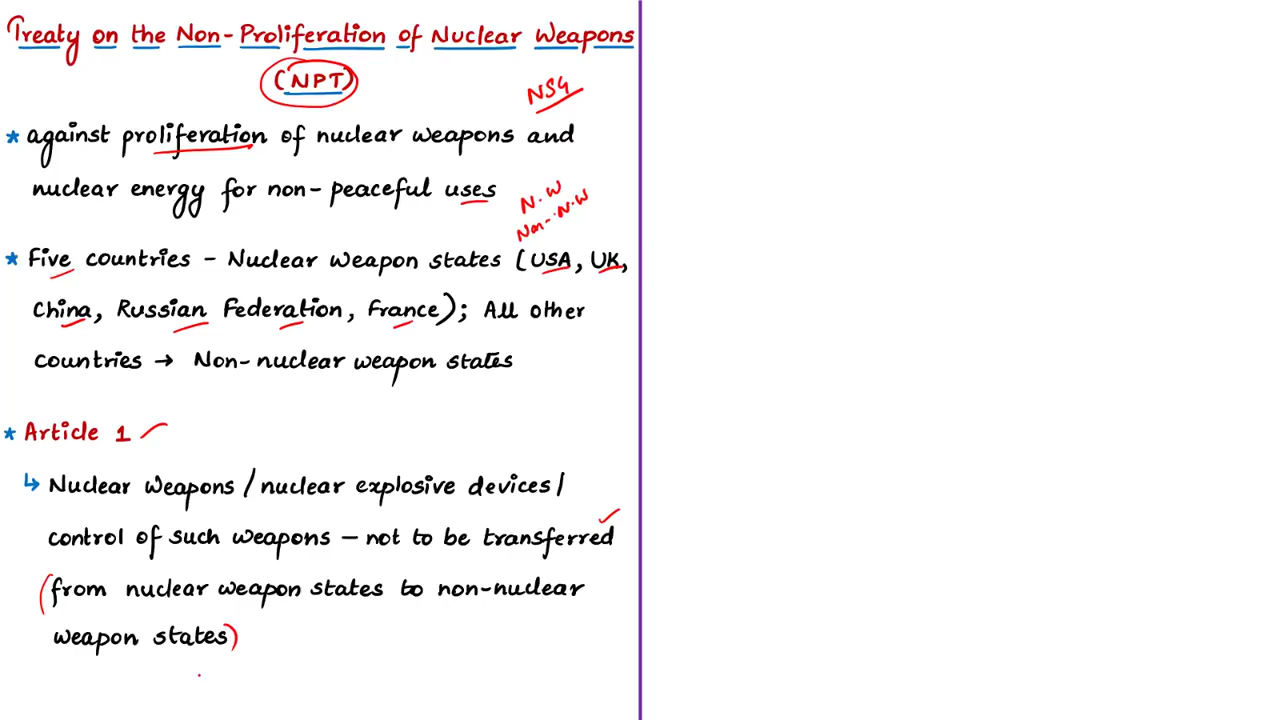 Treaty on the Non-Proliferation of Nuclear Weapons
(NPT)
NSG
* against proliferation of nuclear weapons and
nuclear energy for non-peaceful uses
N.W
Non-N.W
* Five countries - Nuclear weapon states (USA, UK,
China, Russian Federation, France); All other
countries → Non-nuclear weapon states
* Article 1
↳ Nuclear Weapons/nuclear explosive devices/
control of such weapons - not to be transferred
(from nuclear weapon states to non-nuclear
weapon states)